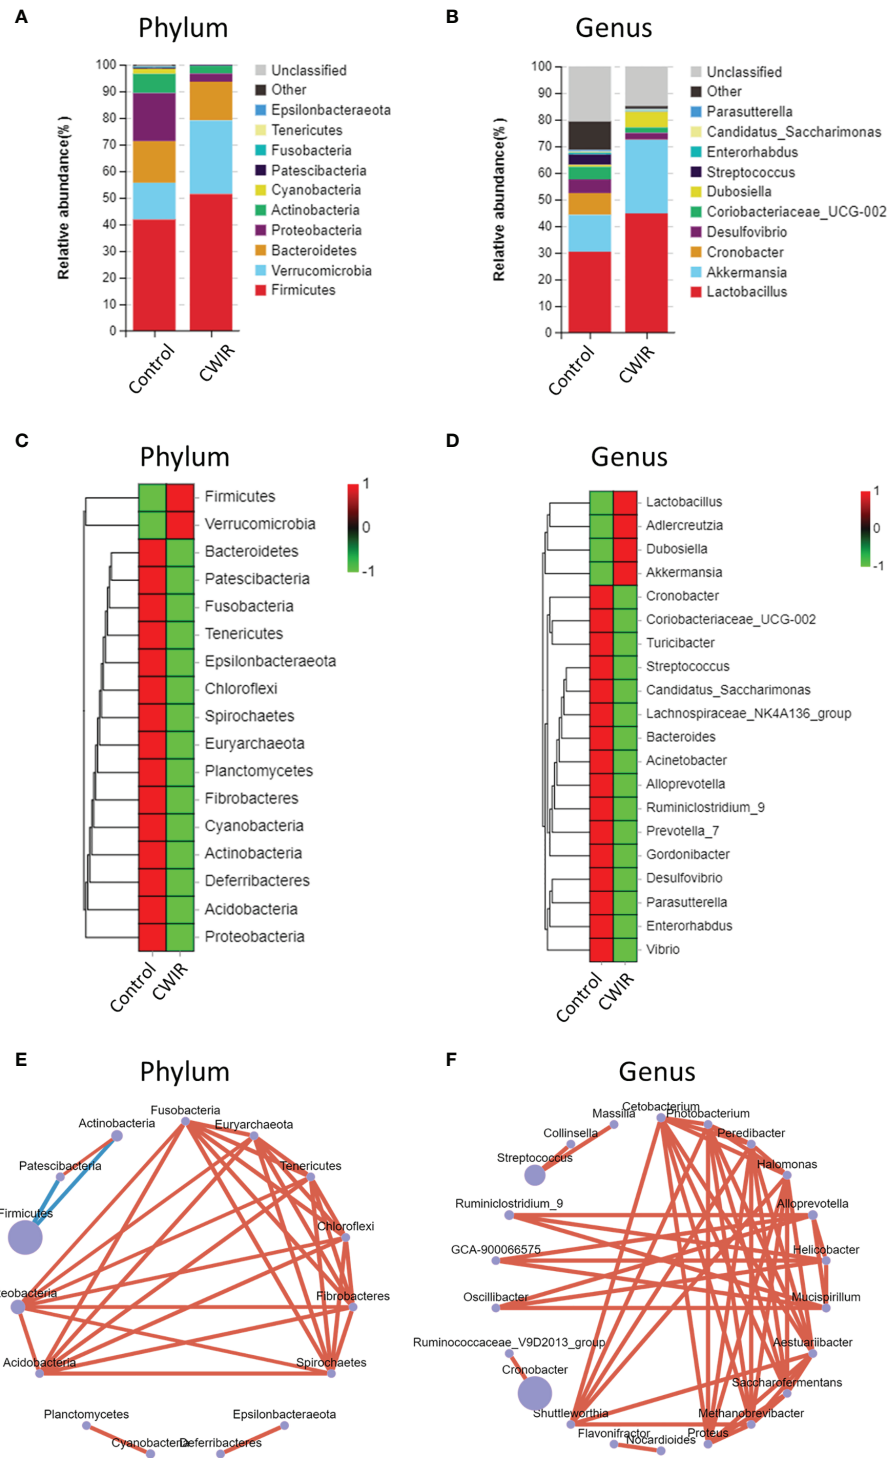 A
Phylum
Relative abundance(% )
100
90
80
70
60
50
40
30
20
10
0
Control
CWIR
Unclassified
Other
Epsilonbacteraeota
Tenericutes
Fusobacteria
Patescibacteria
Cyanobacteria
Actinobacteria
Proteobacteria
Bacteroidetes
Verrucomicrobia
Firmicutes
B
Genus
Relative abundance(%)
100
90
80
70
60
50
40
30
20
10
0
Control
CWIR
Unclassified
Other
Parasutterella
Candidatus_Saccharimonas
Enterorhabdus
Streptococcus
Dubosiella
Coriobacteriaceae_UCG-002
Desulfovibrio
Cronobacter
Akkermansia
Lactobacillus
C
Phylum
Firmicutes
Verrucomicrobia
Bacteroidetes
Patescibacteria
Fusobacteria
Tenericutes
Epsilonbacteraeota
Chloroflexi
Spirochaetes
Euryarchaeota
Planctomycetes
Fibrobacteres
Cyanobacteria
Actinobacteria
Deferribacteres
Acidobacteria
Proteobacteria
1
0
-1
Control
CWIR
D
Genus
Lactobacillus
Adlercreutzia
Dubosiella
Akkermansia
Cronobacter
Coriobacteriaceae_UCG-002
Turicibacter
Streptococcus
Candidatus_Saccharimonas
Lachnospiraceae_NK4A136_group
Bacteroides
Acinetobacter
Alloprevotella
Ruminiclostridium_9
Prevotella_7
Gordonibacter
Desulfovibrio
Parasutterella
Enterorhabdus
Vibrio
1
0
-1
Control
CWIR
E
Phylum
Fusobacteria
Actinobacteria
Euryarchaeota
Patescibacteria
Tenericutes
Firmicutes
Chloroflexi
teobacteria
Fibrobacteres
Acidobacteria
Spirochaetes
Planctomycetes
Epsilonbacteraeota
Cyanobacteria
Deferribacteres
F
Genus
Cetobacterium
Massilia
Photobacterium
Collinsella
Peredibacter
Streptococcus
Halomonas
Ruminiclostridium_9
Alloprevotella
GCA-900066575
Helicobacter
Oscillibacter
Mucispirillum
Ruminococcaceae_V9D2013_group
Aestuariibacter
Cronobacter
Saccharofermentans
Shuttleworthia
Methanobrevibacter
Flavonifractor
Nocardioides
Proteus